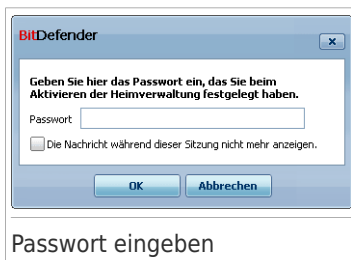 BitDefender
Geben Sie hier das Passwort ein, das Sie beim
Aktivieren der Heimverwaltung festgelegt haben.
Passwort
Die Nachricht während dieser Sitzung nicht mehr anzeigen.
OK Abbrechen
Passwort eingeben